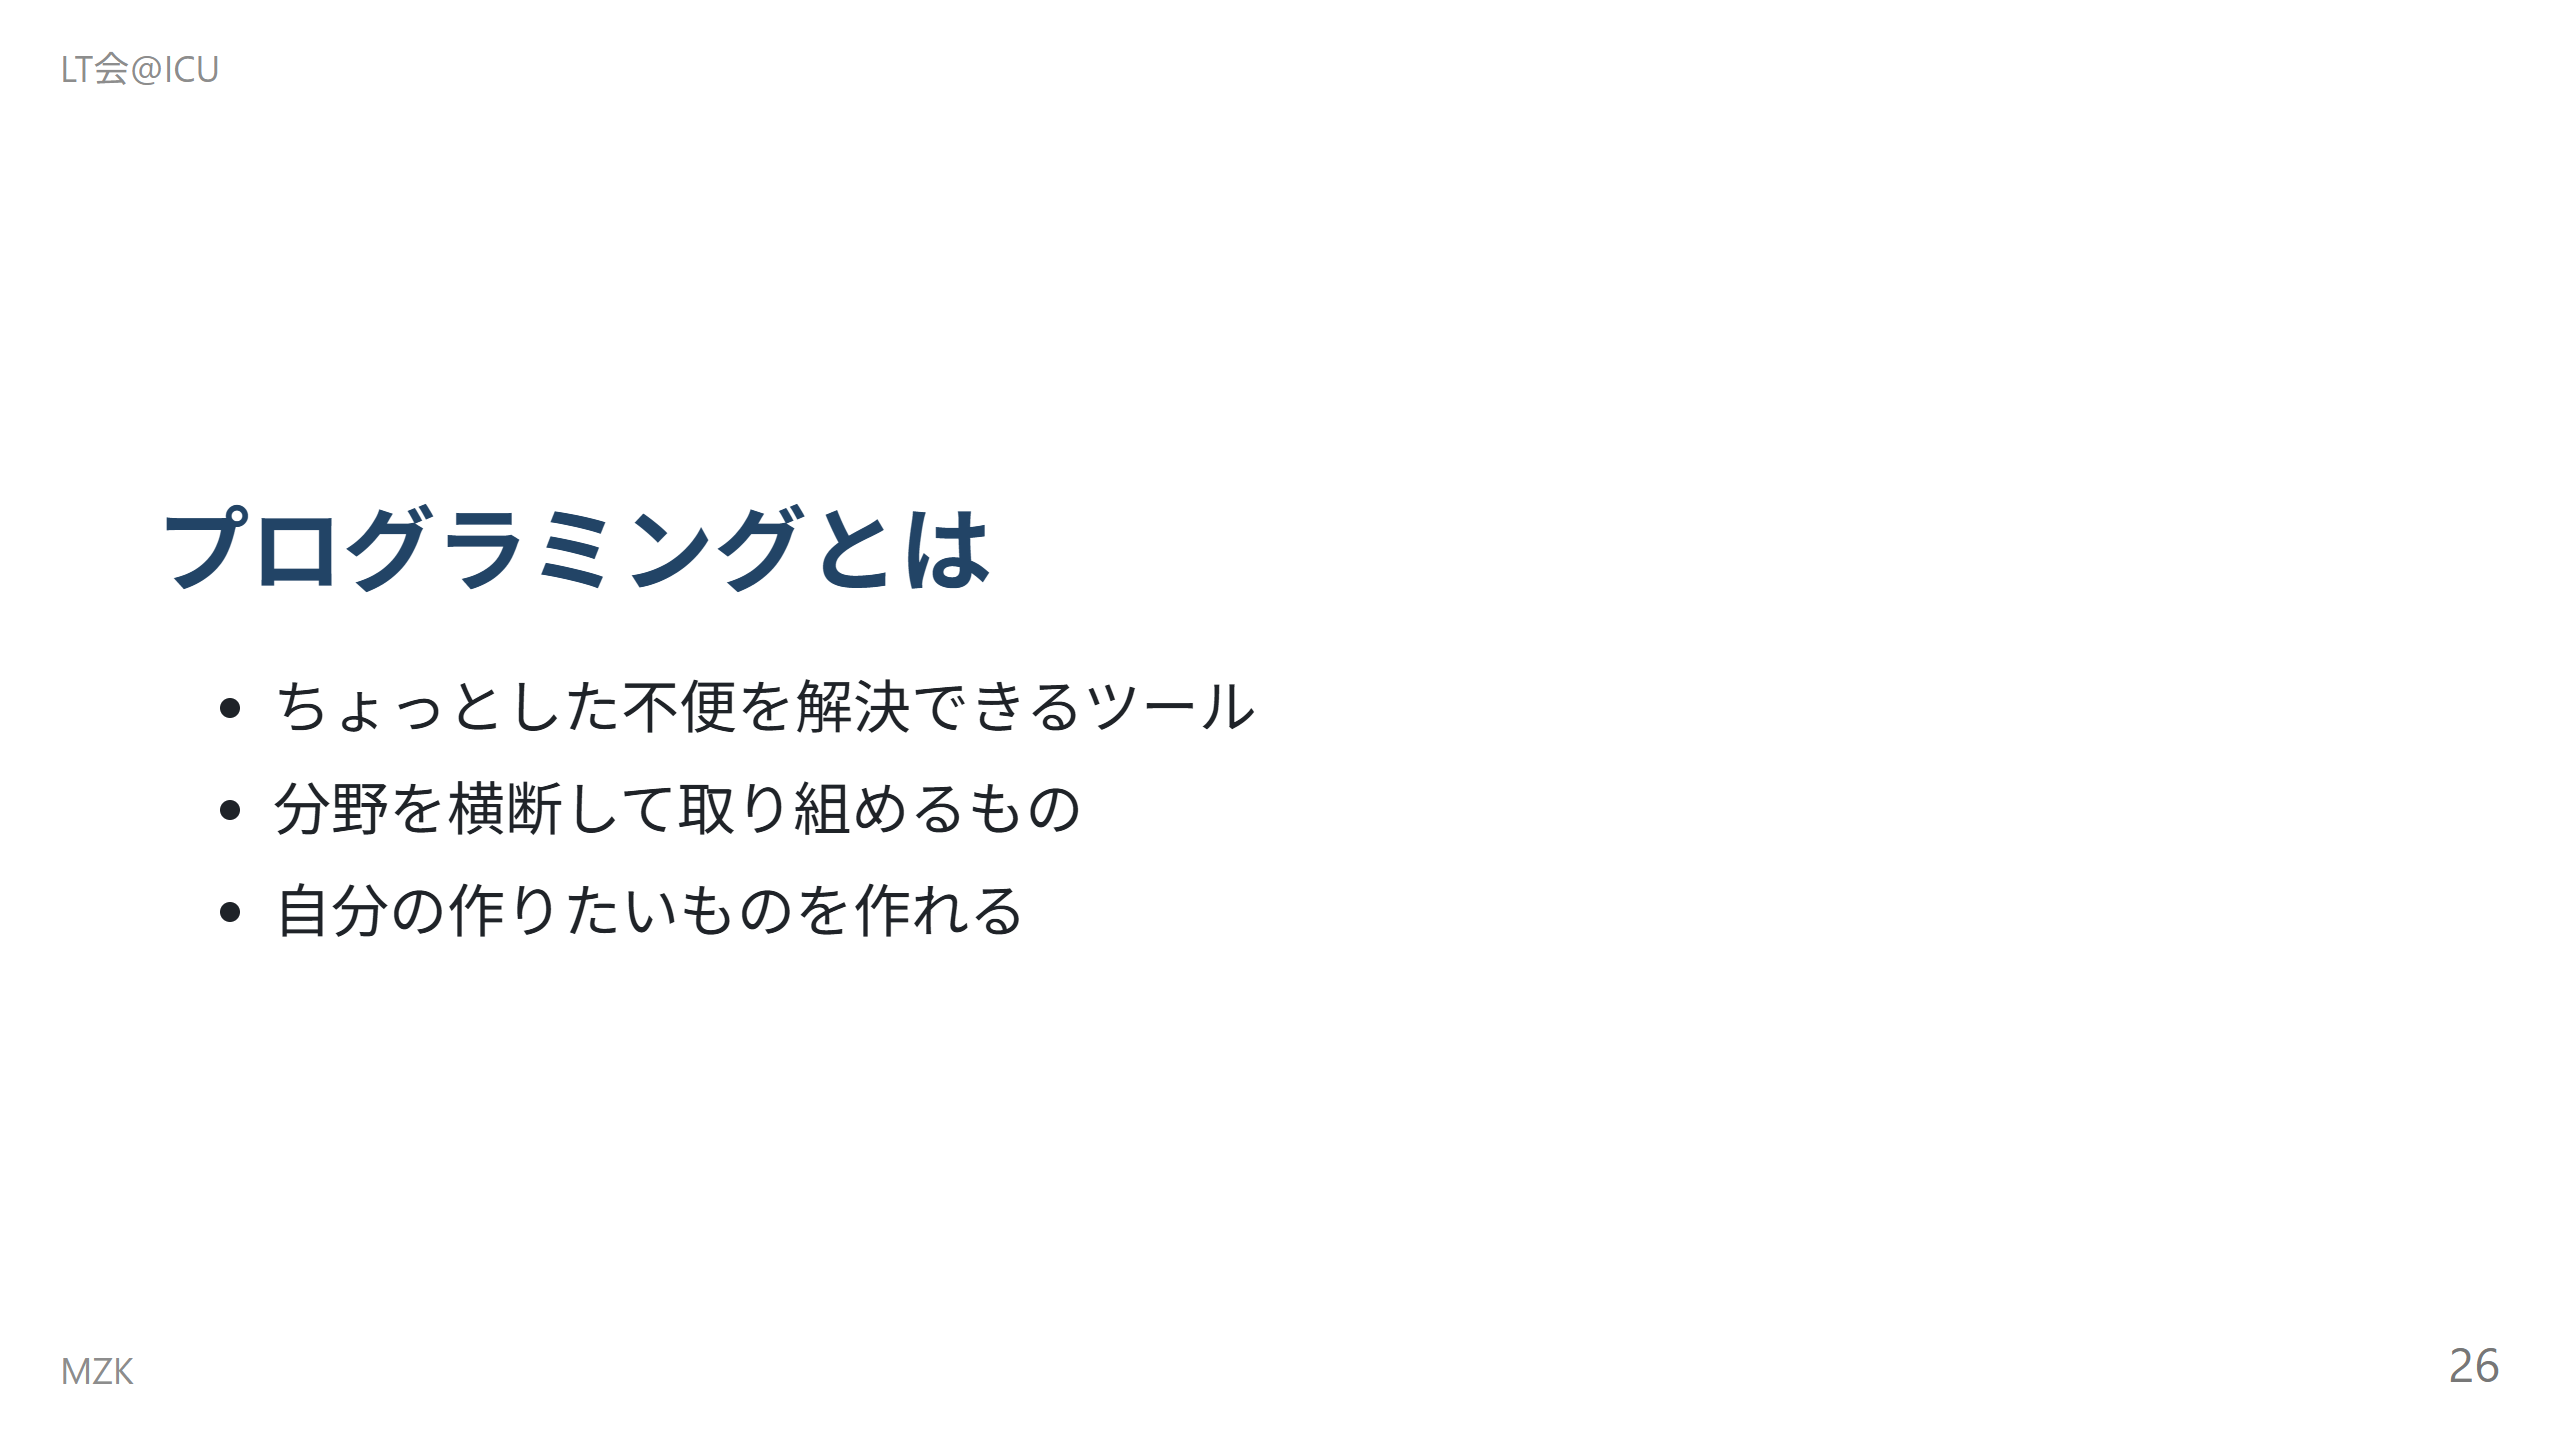 LT会@ICU
プログラミングとは
• ちょっとした不便を解決できるツール
• 分野を横断して取り組めるもの
• 自分の作りたいものを作れる
MZK
26